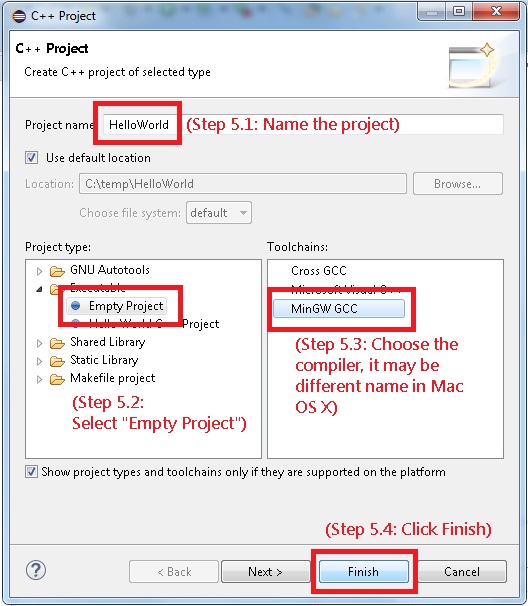 C++ Project
C++ Project
Create C++ project of selected type
Project name: HelloWorld (Step 5.1: Name the project)
Use default location
Location: C:\temp\HelloWorld Browse...
Choose file system: default
Project type: Toolchains:
GNU Autotools Cross GCC
Executable Microsoft Visual C++
Empty Project MinGW GCC
Hello World C++ Project
Shared Library
Static Library
Makefile project
(Step 5.2:
Select "Empty Project")
(Step 5.3: Choose the
compiler, it may be
different name in Mac
OS X)
Show project types and toolchains only if they are supported on the platform
(Step 5.4: Click Finish)
? < Back Next > Finish Cancel